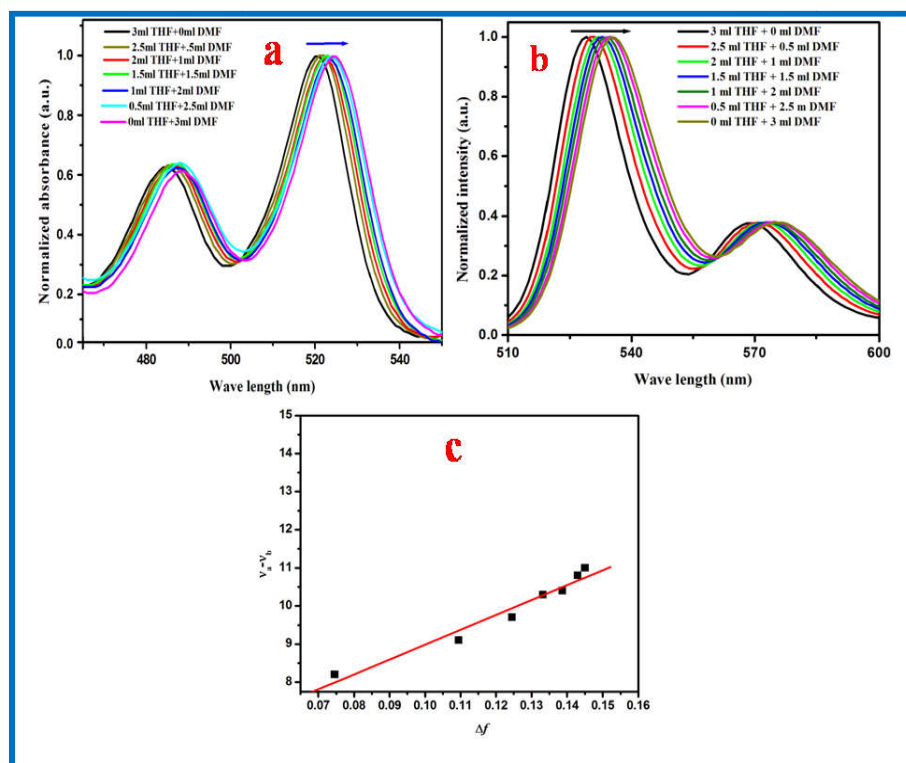 3ml THF+0ml DMF
2.5ml THF+.5ml DMF
2ml THF+1ml DMF
1.5ml THF+1.5ml DMF
1ml THF+2ml DMF
0.5ml THF+2.5ml DMF
0ml THF+3ml DMF
a
1.0
0.8
0.6
0.4
0.2
0.0
Normalized absorbance (a.u.)
480 500 520 540
Wave length (nm)
b
3 ml THF + 0 ml DMF
2.5 ml THF + 0.5 ml DMF
2 ml THF + 1 ml DMF
1.5 ml THF + 1.5 ml DMF
1 ml THF + 2 ml DMF
0.5 ml THF + 2.5 m DMF
0 ml THF + 3 ml DMF
1.0
0.8
0.6
0.4
0.2
0.0
Normalized intensity (a.u.)
510 540 570 600
Wave length (nm)
c
15
14
13
12
11
10
9
8
νa-νb
0.07 0.08 0.09 0.10 0.11 0.12 0.13 0.14 0.15 0.16
Δf